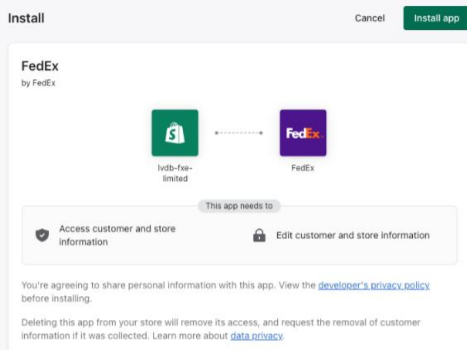 Install
Cancel
Install app
FedEx
by FedEx
FedEx
lvdb-fxe-
limited
FedEx
This app needs to
Access customer and store
information
Edit customer and store information
You're agreeing to share personal information with this app. View the developer's privacy policy
before installing.
Deleting this app from your store will remove its access, and request the removal of customer
information if it was collected. Learn more about data privacy.